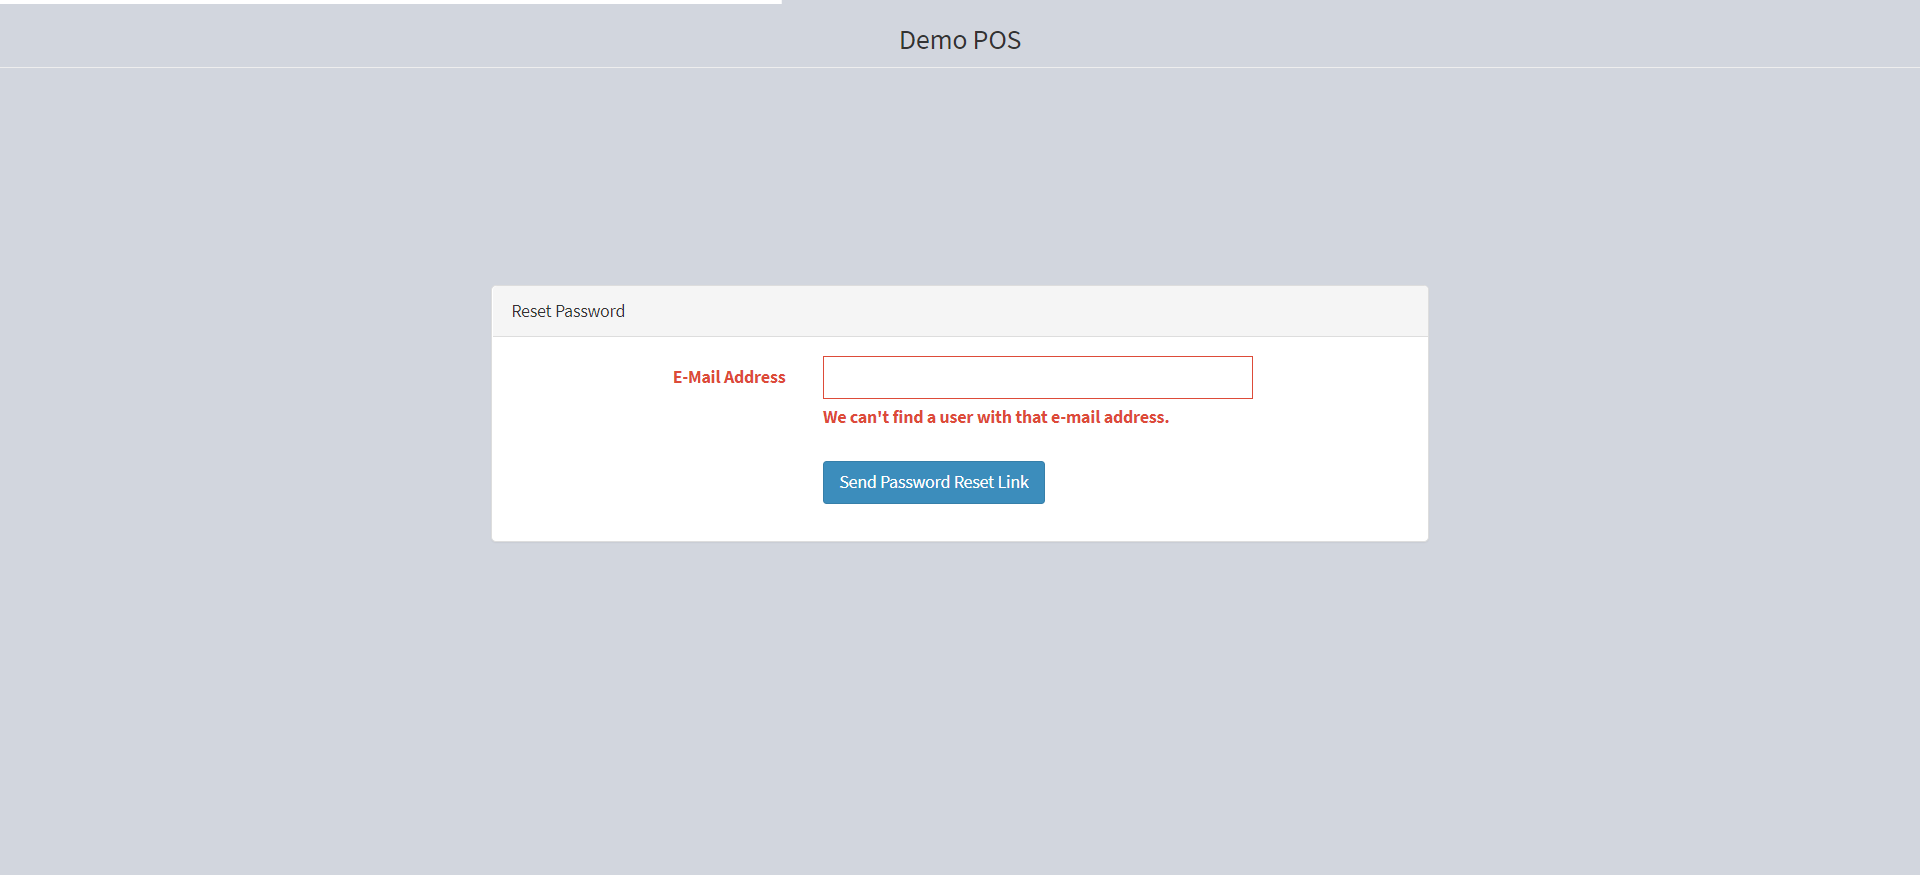 Demo POS
Reset Password
E-Mail Address
We can't find a user with that e-mail address.
Send Password Reset Link